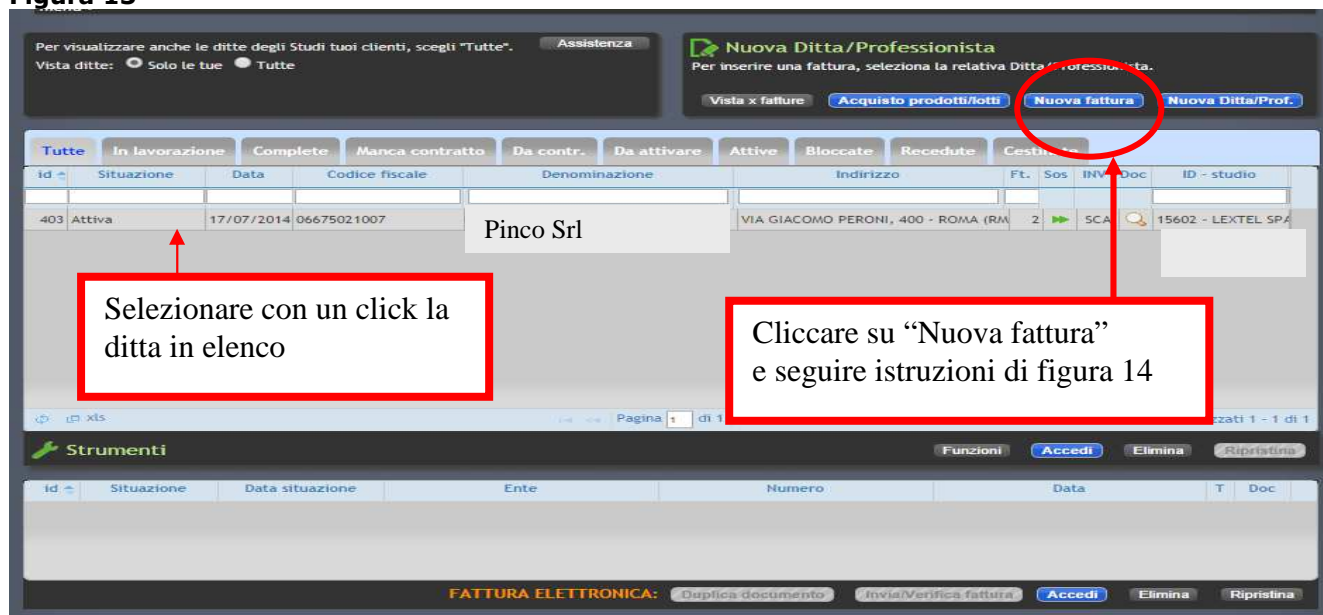 Per visualizzare anche le ditte degli Studi tuoi clienti, scegli "Tutte". Assistenza
Vista ditte: Solo le tue Tutte
Nuova Ditta/Professionista
Per inserire una fattura, seleziona la relativa Ditta/Professionista.
Vista x fatture Acquisto prodotti/lotti Nuova fattura Nuova Ditta/Prof.
Tutte In lavorazione Complete Manca contratto Da contr. Da attivare Attive Bloccate Recedute Cestinate
id Situazione Data Codice fiscale Denominazione Indirizzo Ft. Sos INV Doc ID - studio
403 Attiva 17/07/2014 06675021007 Pinco Srl VIA GIACOMO PERONI, 400 - ROMA (RM 2 SCA 15602 - LEXTEL SPA
Selezionare con un click la
ditta in elenco
Cliccare su “Nuova fattura”
e seguire istruzioni di figura 14
xls Pagina 1 di 1 zzati 1 - 1 di 1
Strumenti Funzioni Accedi Elimina Ripristina
id Situazione Data situazione Ente Numero Data T Doc
FATTURA ELETTRONICA: Duplica documento Invia/Verifica fattura Accedi Elimina Ripristina